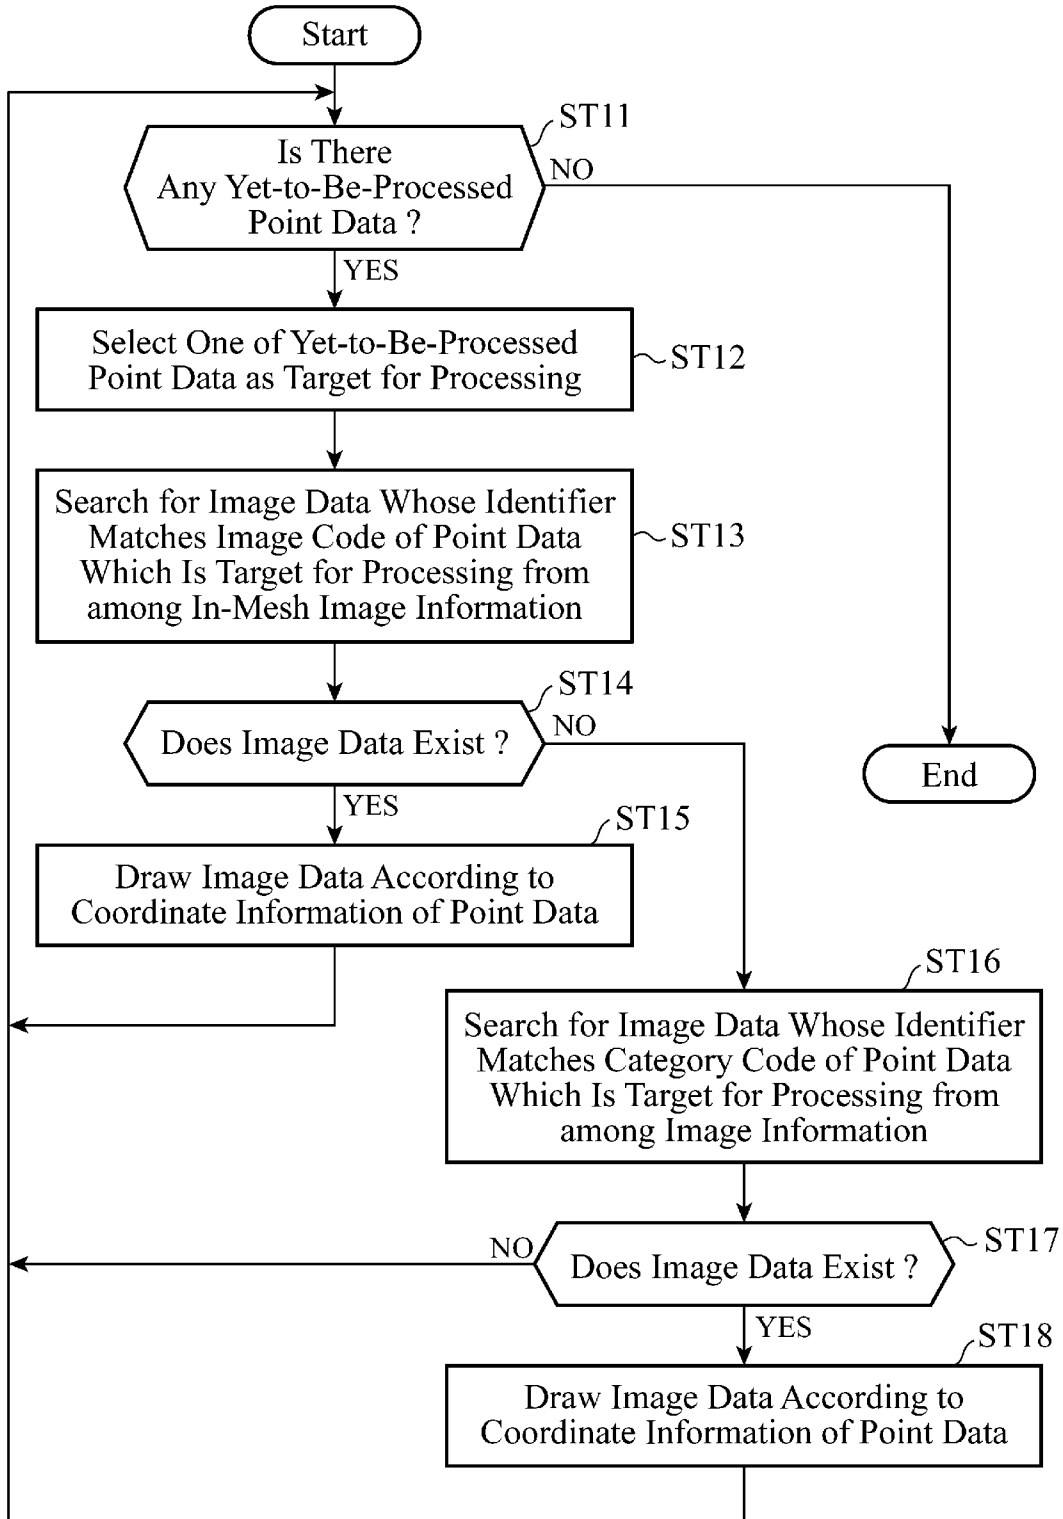 Start
ST11
Is There
Any Yet-to-Be-Processed
Point Data ?
NO
YES
Select One of Yet-to-Be-Processed
Point Data as Target for Processing
ST12
Search for Image Data Whose Identifier
Matches Image Code of Point Data
Which Is Target for Processing from
among In-Mesh Image Information
ST13
ST14
Does Image Data Exist ?
NO
YES
End
ST15
Draw Image Data According to
Coordinate Information of Point Data
ST16
Search for Image Data Whose Identifier
Matches Category Code of Point Data
Which Is Target for Processing from
among Image Information
ST17
NO
Does Image Data Exist ?
YES
ST18
Draw Image Data According to
Coordinate Information of Point Data